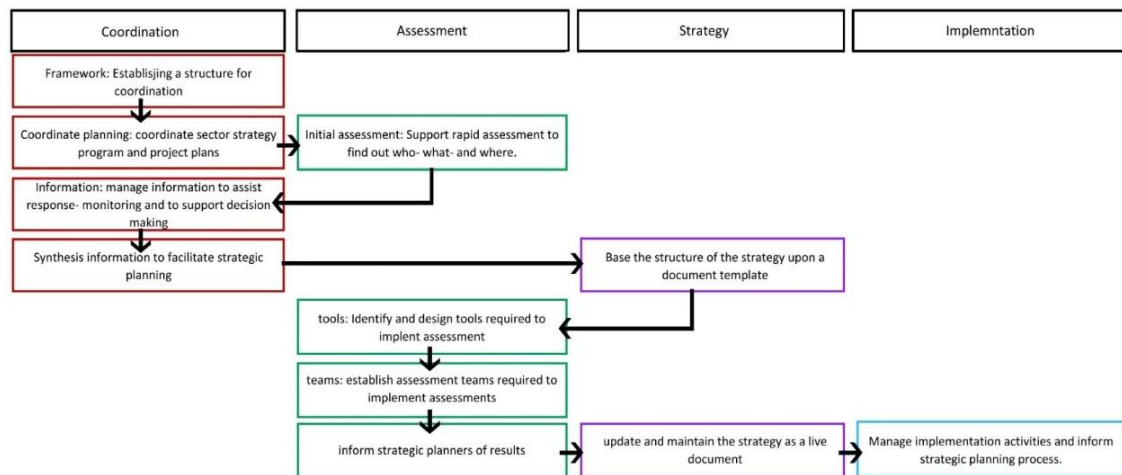 Coordination
Assessment
Strategy
Implemntation
Framework: Establisjing a structure for
coordination
Coordinate planning: coordinate sector strategy
program and project plans
Initial assessment: Support rapid assessment to
find out who- what- and where.
Information: manage information to assist
response- monitoring and to support decision
making
Synthesis information to facilitate strategic
planning
Base the structure of the strategy upon a
document template
tools: Identify and design tools required to
implent assessment
teams: establish assessment teams required to
implement assessments
inform strategic planners of results
update and maintain the strategy as a live
document
Manage implementation activities and inform
strategic planning process.